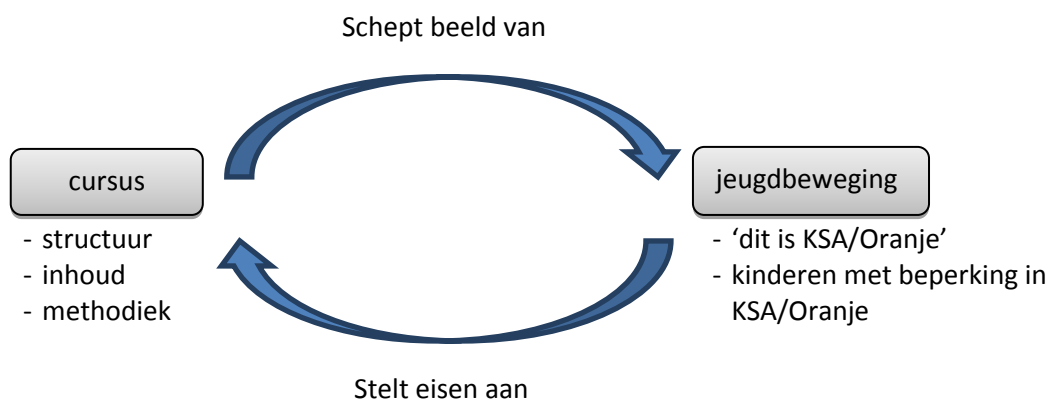 Schept beeld van
cursus
- structuur
- inhoud
- methodiek
jeugdbeweging
- ‘dit is KSA/Oranje’
- kinderen met beperking in
KSA/Oranje
Stelt eisen aan